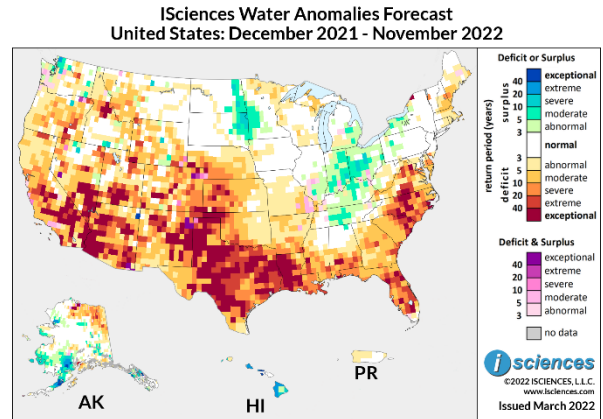 ISciences Water Anomalies Forecast
United States: December 2021 - November 2022
Deficit or Surplus
return period (years)
surplus
deficit
exceptional
40
extreme
20
severe
10
moderate
5
abnormal
3
normal
3
abnormal
5
moderate
10
severe
20
extreme
40
exceptional
Deficit & Surplus
exceptional
40
extreme
20
severe
10
moderate
5
abnormal
3
no data
i sciences
©2022 ISCIENCES, L.L.C.
www.isciences.com
Issued March 2022
AK
HI
PR